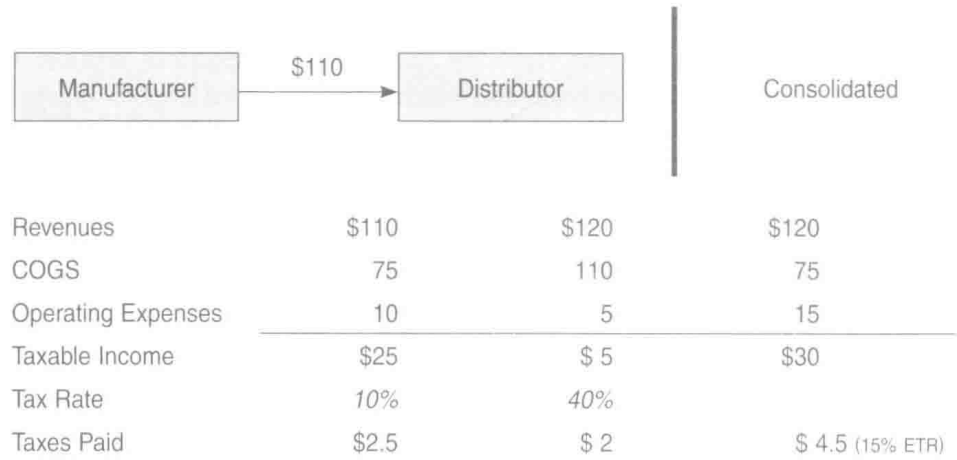 $110
Manufacturer Distributor Consolidated
Revenues $110 $120 $120
COGS 75 110 75
Operating Expenses 10 5 15
Taxable Income $25 $ 5 $30
Tax Rate 10% 40%
Taxes Paid $2.5 $ 2 $ 4.5 (15% ETR)